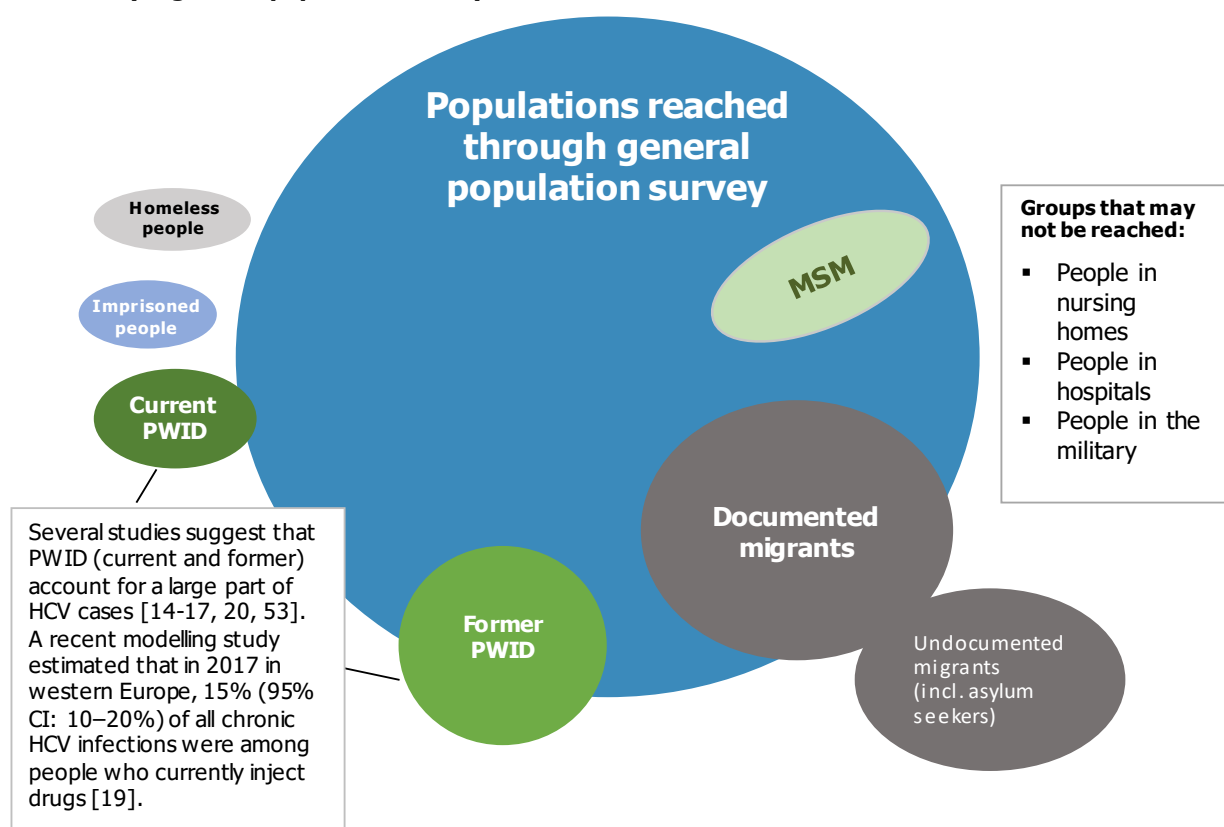 Populations reached
through general
population survey
Homeless
people
Imprisoned
people
Current
PWID
MSM
Groups that may
not be reached:
▪ People in
nursing
homes
▪ People in
hospitals
▪ People in the
military
Documented
migrants
Former
PWID
Undocumented
migrants
(incl. asylum
seekers)
Several studies suggest that
PWID (current and former)
account for a large part of
HCV cases [14-17, 20, 53].
A recent modelling study
estimated that in 2017 in
western Europe, 15% (95%
CI: 10–20%) of all chronic
HCV infections were among
people who currently inject
drugs [19].